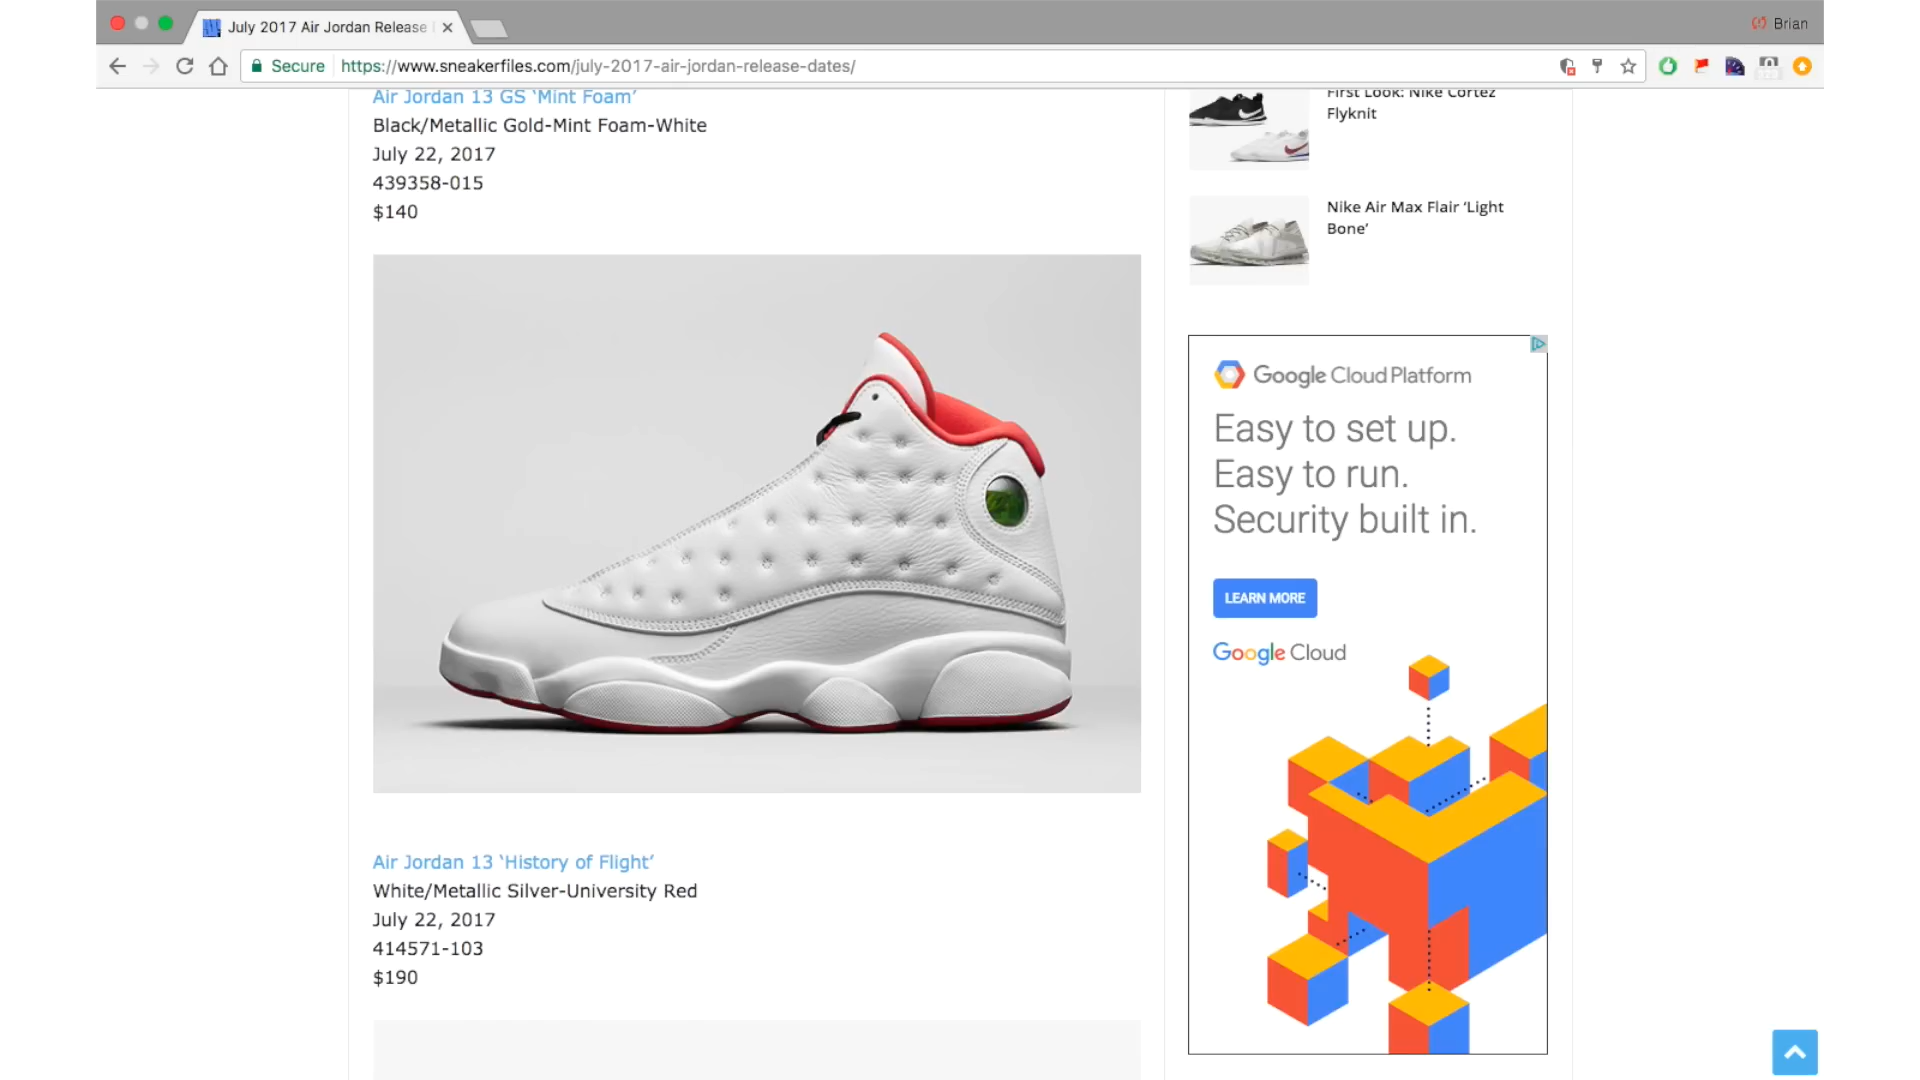 July 2017 Air Jordan Release
Brian
Secure
https://www.sneakerfiles.com/july-2017-air-jordan-release-dates/
Air Jordan 13 GS ‘Mint Foam’
Black/Metallic Gold-Mint Foam-White
July 22, 2017
439358-015
$140
Air Jordan 13 ‘History of Flight’
White/Metallic Silver-University Red
July 22, 2017
414571-103
$190
First Look: Nike Cortez
Flyknit
Nike Air Max Flair ‘Light
Bone’
Google Cloud Platform
Easy to set up.
Easy to run.
Security built in.
LEARN MORE
Google Cloud